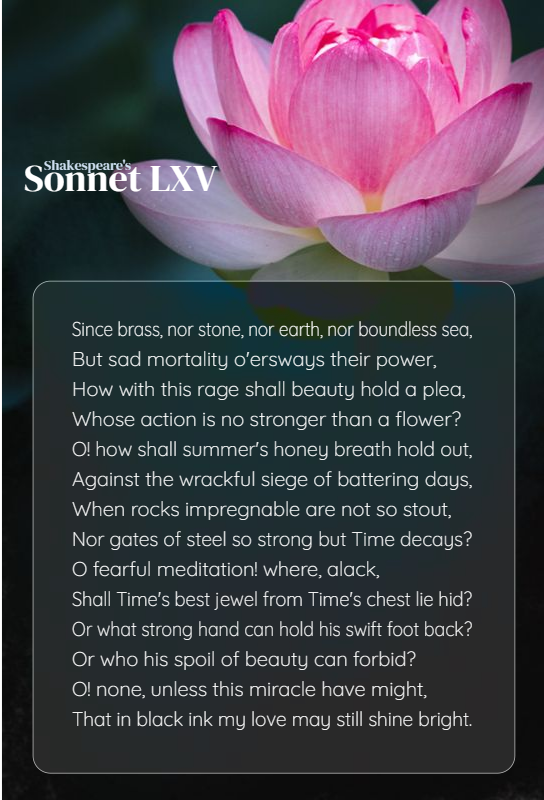 Shakespeare's
Sonnet LXV
Since brass, nor stone, nor earth, nor boundless sea,
But sad mortality o'ersways their power,
How with this rage shall beauty hold a plea,
Whose action is no stronger than a flower?
O! how shall summer's honey breath hold out,
Against the wrackful siege of battering days,
When rocks impregnable are not so stout,
Nor gates of steel so strong but Time decays?
O fearful meditation! where, alack,
Shall Time's best jewel from Time's chest lie hid?
Or what strong hand can hold his swift foot back?
Or who his spoil of beauty can forbid?
O! none, unless this miracle have might,
That in black ink my love may still shine bright.